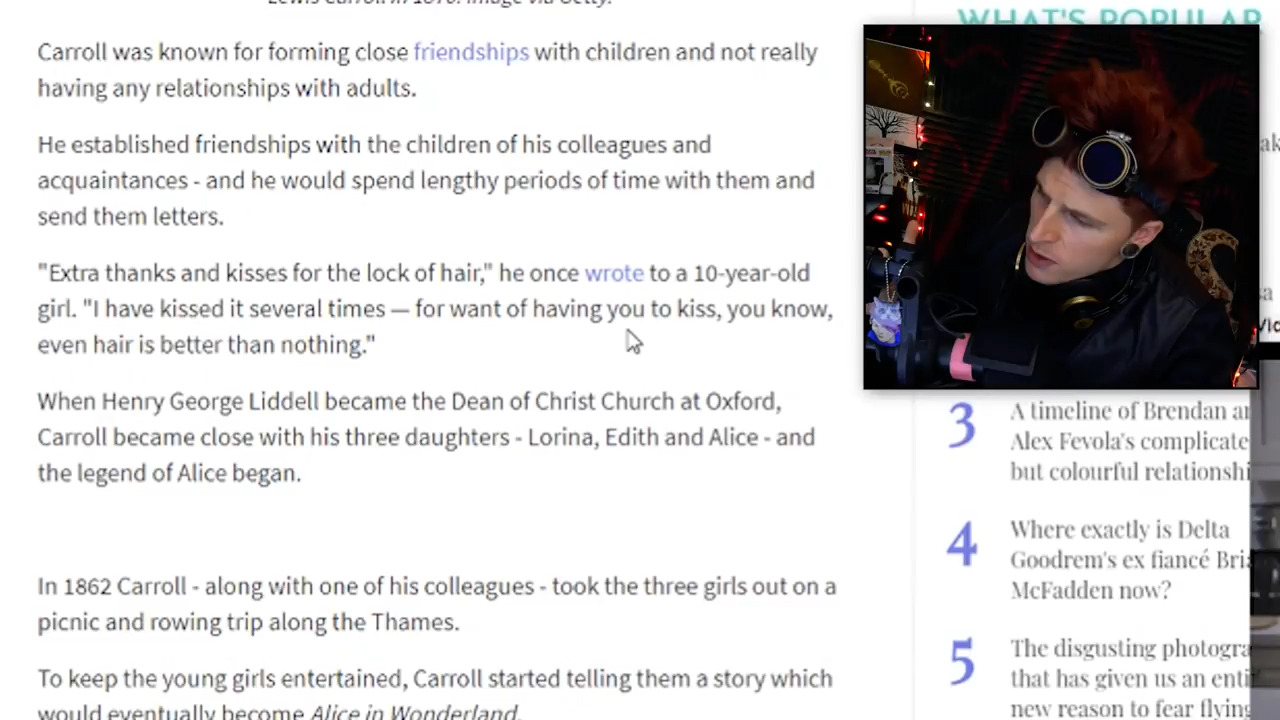 Lewis Carroll in 1870. Image via Getty.
Carroll was known for forming close friendships with children and not really
having any relationships with adults.
He established friendships with the children of his colleagues and
acquaintances - and he would spend lengthy periods of time with them and
send them letters.
"Extra thanks and kisses for the lock of hair," he once wrote to a 10-year-old
girl. "I have kissed it several times — for want of having you to kiss, you know,
even hair is better than nothing."
When Henry George Liddell became the Dean of Christ Church at Oxford,
Carroll became close with his three daughters - Lorina, Edith and Alice - and
the legend of Alice began.
In 1862 Carroll - along with one of his colleagues - took the three girls out on a
picnic and rowing trip along the Thames.
To keep the young girls entertained, Carroll started telling them a story which
would eventually become Alice in Wonderland.
WHAT'S POPULAR
3
A timeline of Brendan
Alex Fevola's
but colourful
4
Where exactly is Delta
Goodrem's ex fiancé
McFadden now?
5
The disgusting
that has given us an
new reason to fear flying